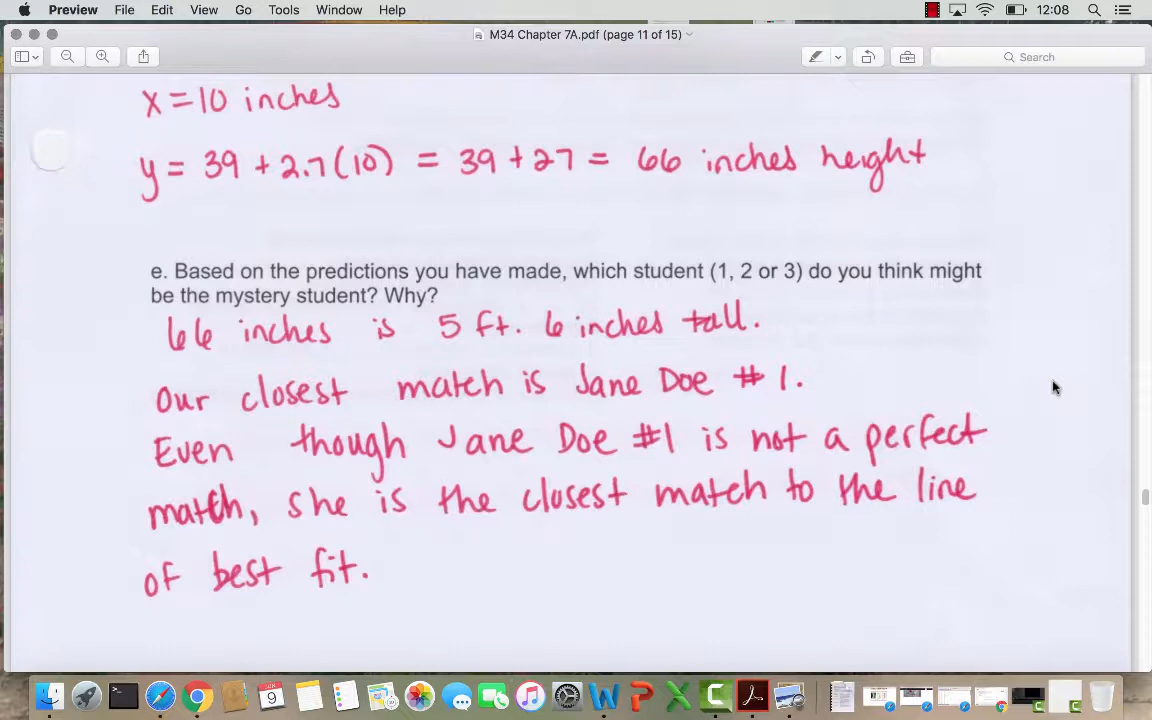 Preview File Edit View Go Tools Window Help 12:08
M34 Chapter 7A.pdf (page 11 of 15)
Search
x = 10 inches
y = 39 + 2.7(10) = 39 + 27 = 66 inches height
e. Based on the predictions you have made, which student (1, 2 or 3) do you think might
be the mystery student? Why?
66 inches is 5 ft. 6 inches tall.
Our closest match is Jane Doe #1.
Even though Jane Doe #1 is not a perfect
match, she is the closest match to the line
of best fit.